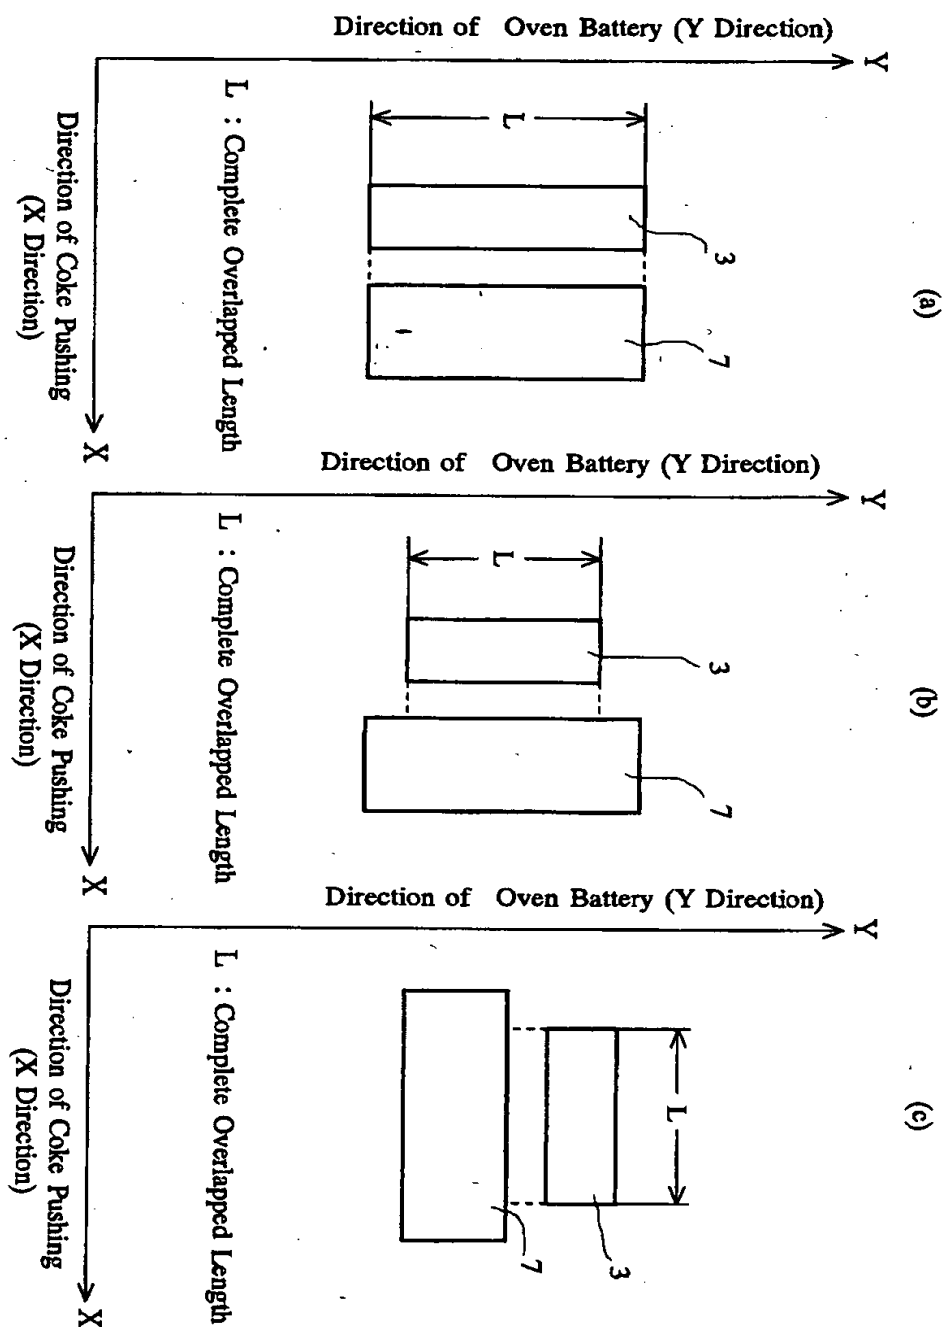 (a)
Y
Direction of Oven Battery (Y Direction)
L
3
7
L : Complete Overlapped Length
X
Direction of Coke Pushing
(X Direction)
(b)
Y
Direction of Oven Battery (Y Direction)
L
3
7
L : Complete Overlapped Length
X
Direction of Coke Pushing
(X Direction)
(c)
Y
Direction of Oven Battery (Y Direction)
L
3
7
L : Complete Overlapped Length
X
Direction of Coke Pushing
(X Direction)